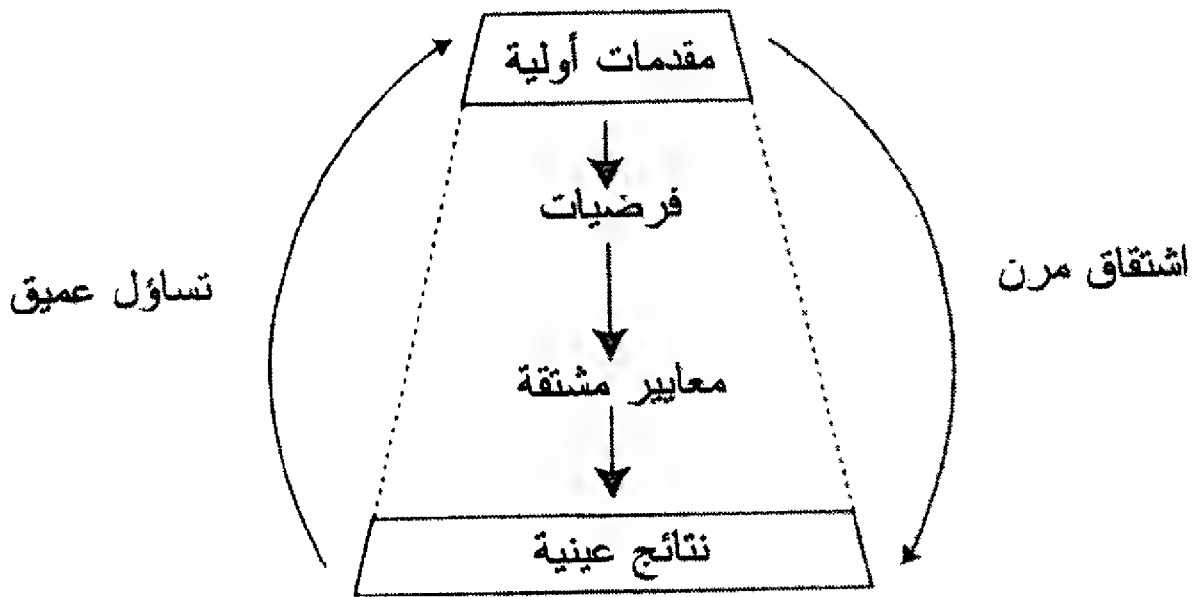 مقدمات أولية
فرضيات
اشتقاق مرن
تساؤل عميق
معايير مشتقة
نتائج عينية